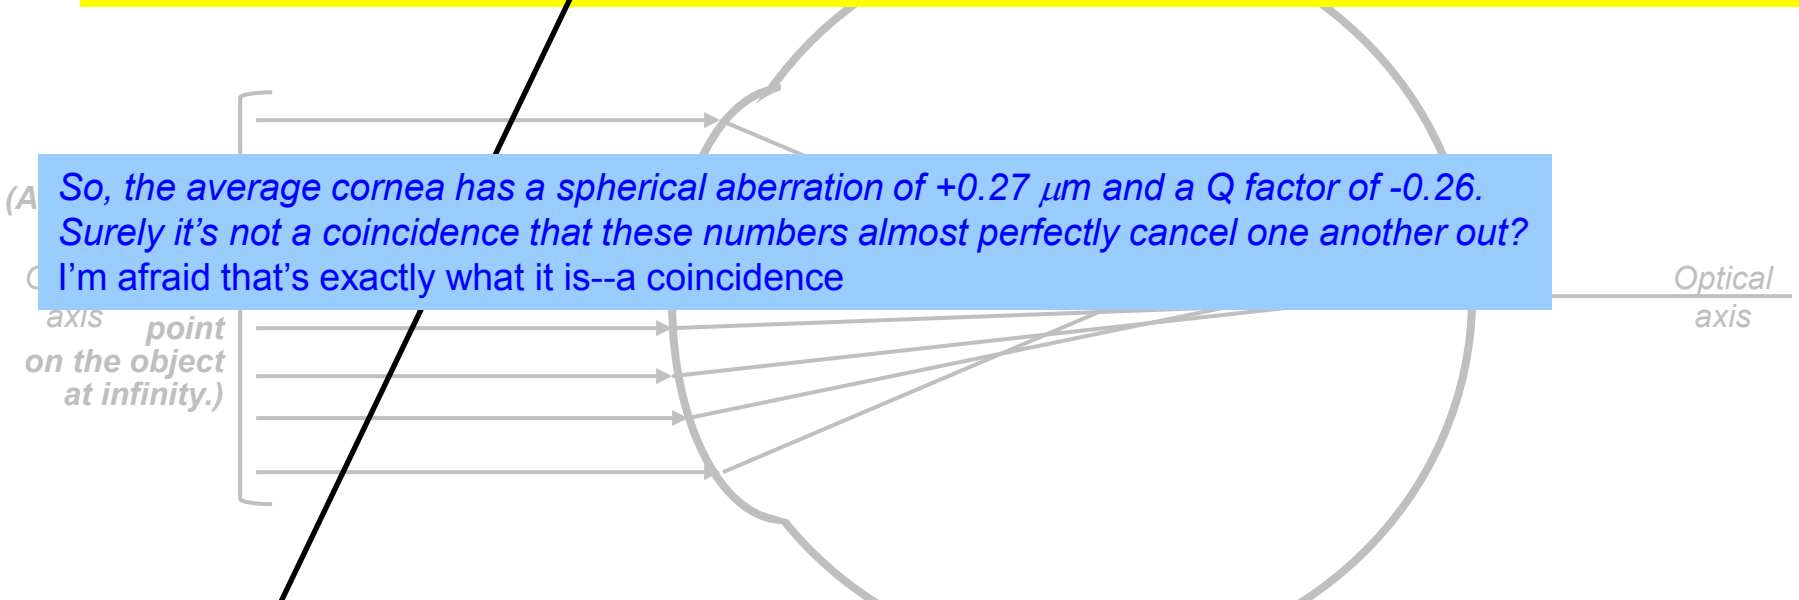 So, the average cornea has a spherical aberration of +0.27 μm and a Q factor of -0.26.
Surely it’s not a coincidence that these numbers almost perfectly cancel one another out?
I’m afraid that’s exactly what it is--a coincidence
(A
axis
point
on the object
at infinity.)
Optical
axis